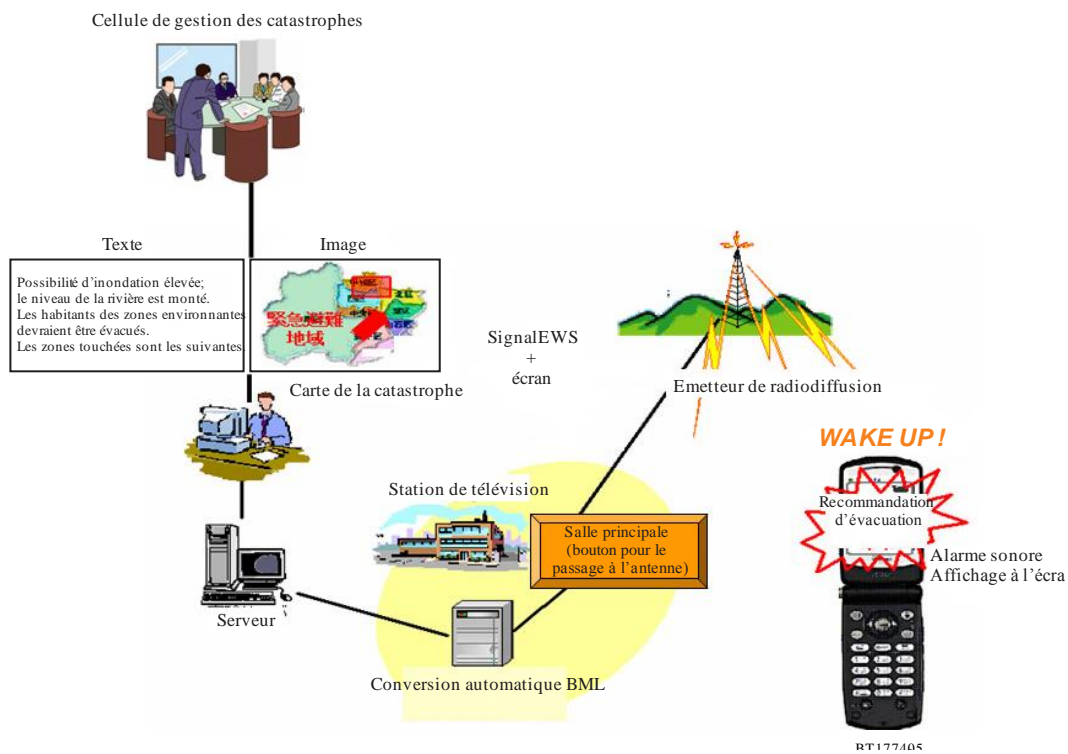 Cellule de gestion des catastrophes
Texte
Image
Possibilité d'inondation élevée;
le niveau de la rivière est monté.
Les habitants des zones environnantes
devraient être évacués.
Les zones touchées sont les suivantes
緊急避難
地域
Carte de la catastrophe
SignalEWS
+
écran
Emetteur de radiodiffusion
WAKE UP !
Recommandation
d'évacuation
Alarme sonore
Affichage à l'écra
Station de télévision
Salle principale
(bouton pour le
passage à l'antenne)
Serveur
Conversion automatique BML
BT177405